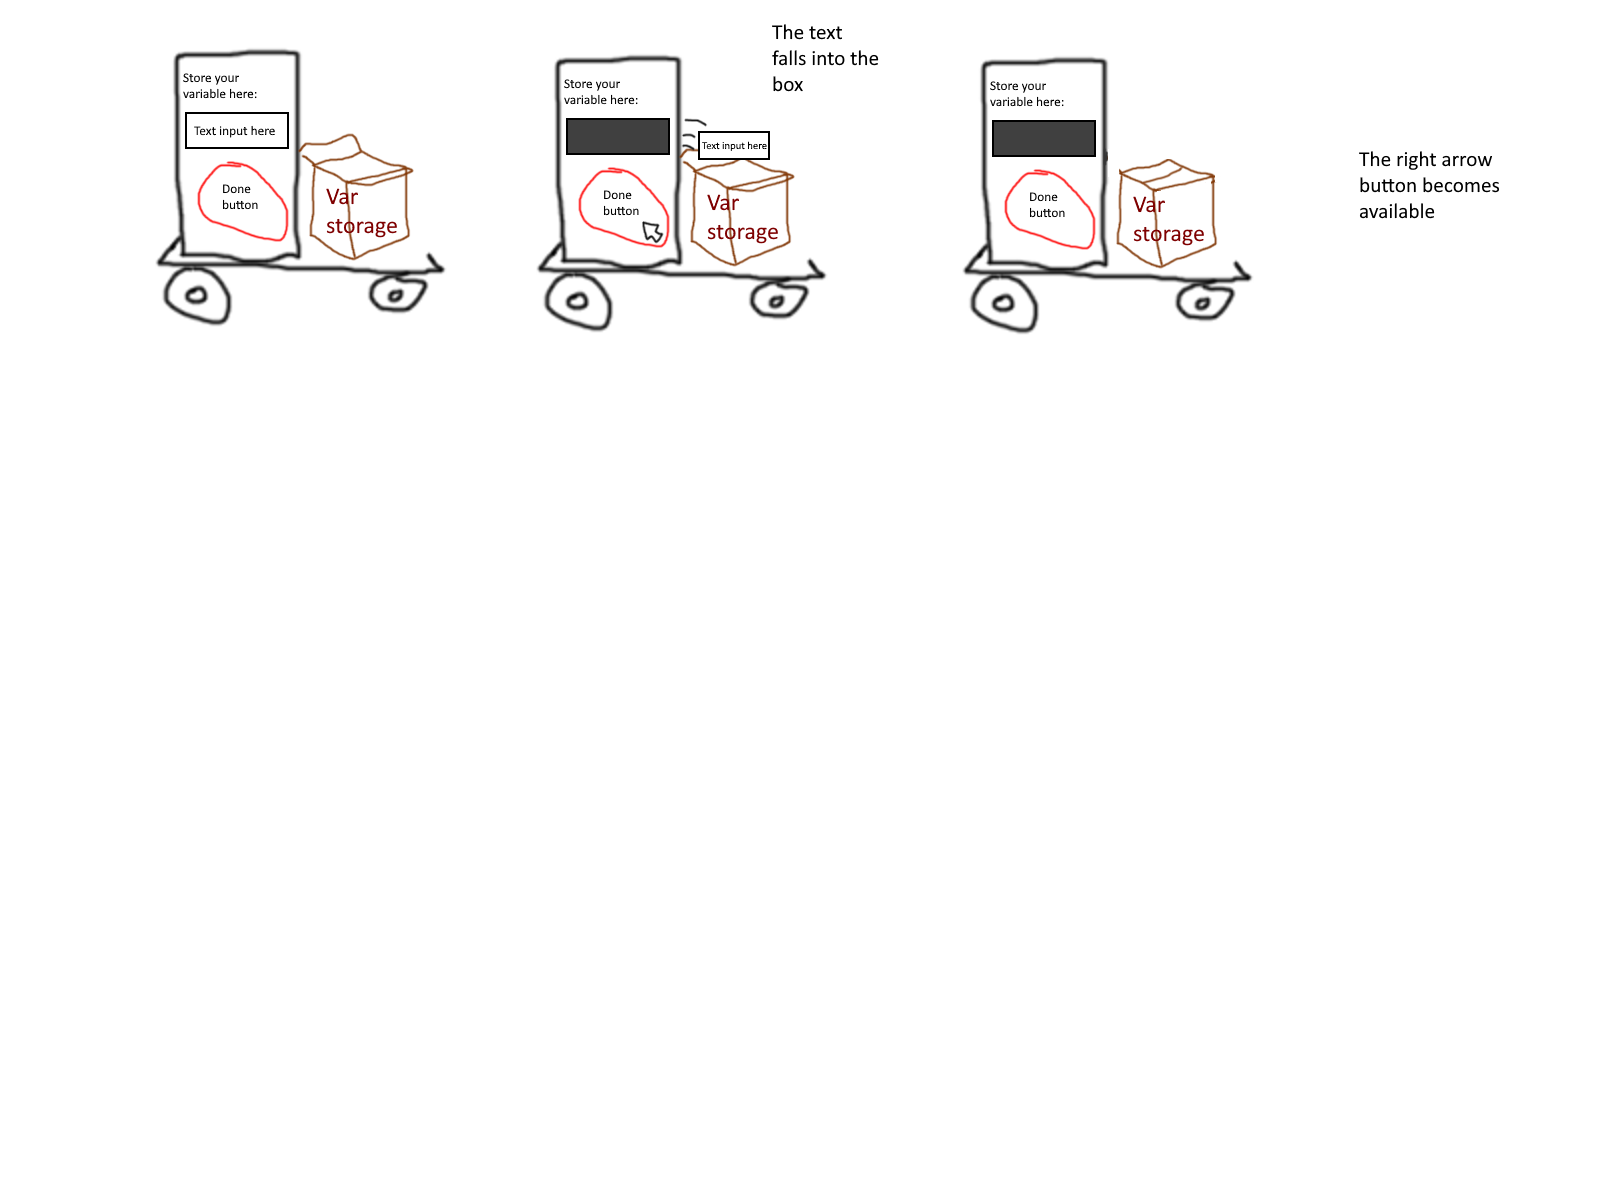 Store your
variable here:
Text input here
Done
button
Var
storage
The text
falls into the
box
Store your
variable here:
Text input here
Done
button
Var
storage
Store your
variable here:
Done
button
Var
storage
The right arrow
button becomes
available